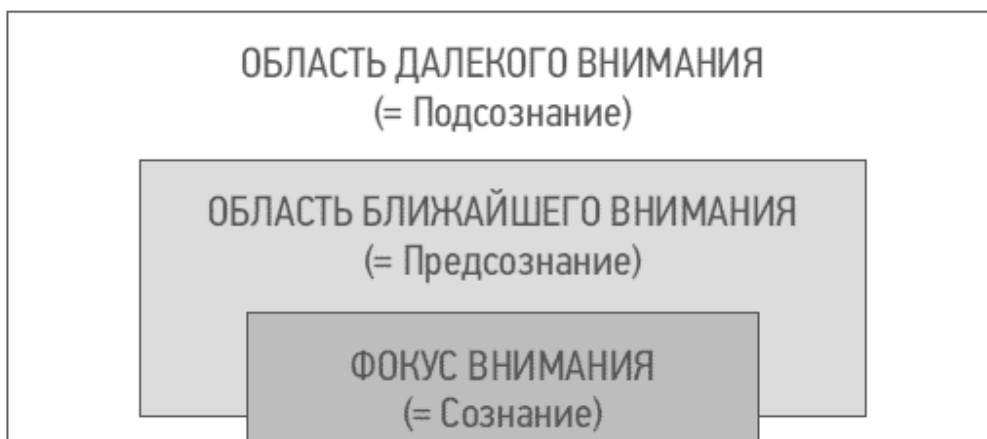 ОБЛАСТЬ ДАЛЕКОГО ВНИМАНИЯ
(= Подсознание)
ОБЛАСТЬ БЛИЖАЙШЕГО ВНИМАНИЯ
(= Предсознание)
ФОКУС ВНИМАНИЯ
(= Сознание)